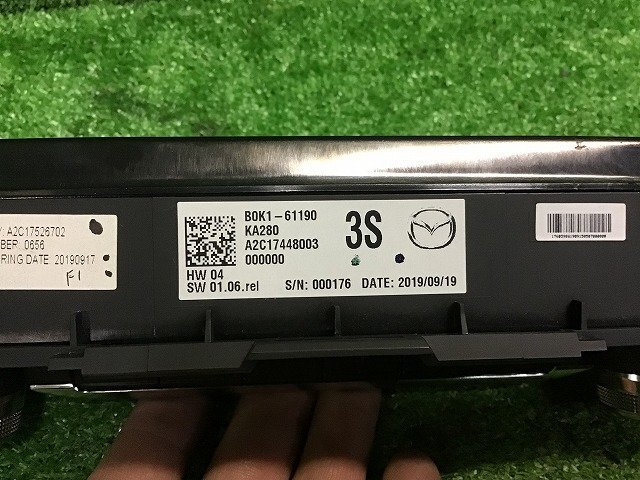 : A2C17526702
BER 0656
RING DATE 20190917
F1
B0K1-61190
KA280
A2C17448003
000000
3S
HW 04
SW 01.06.rel
S/N: 000176 DATE: 2019/09/19